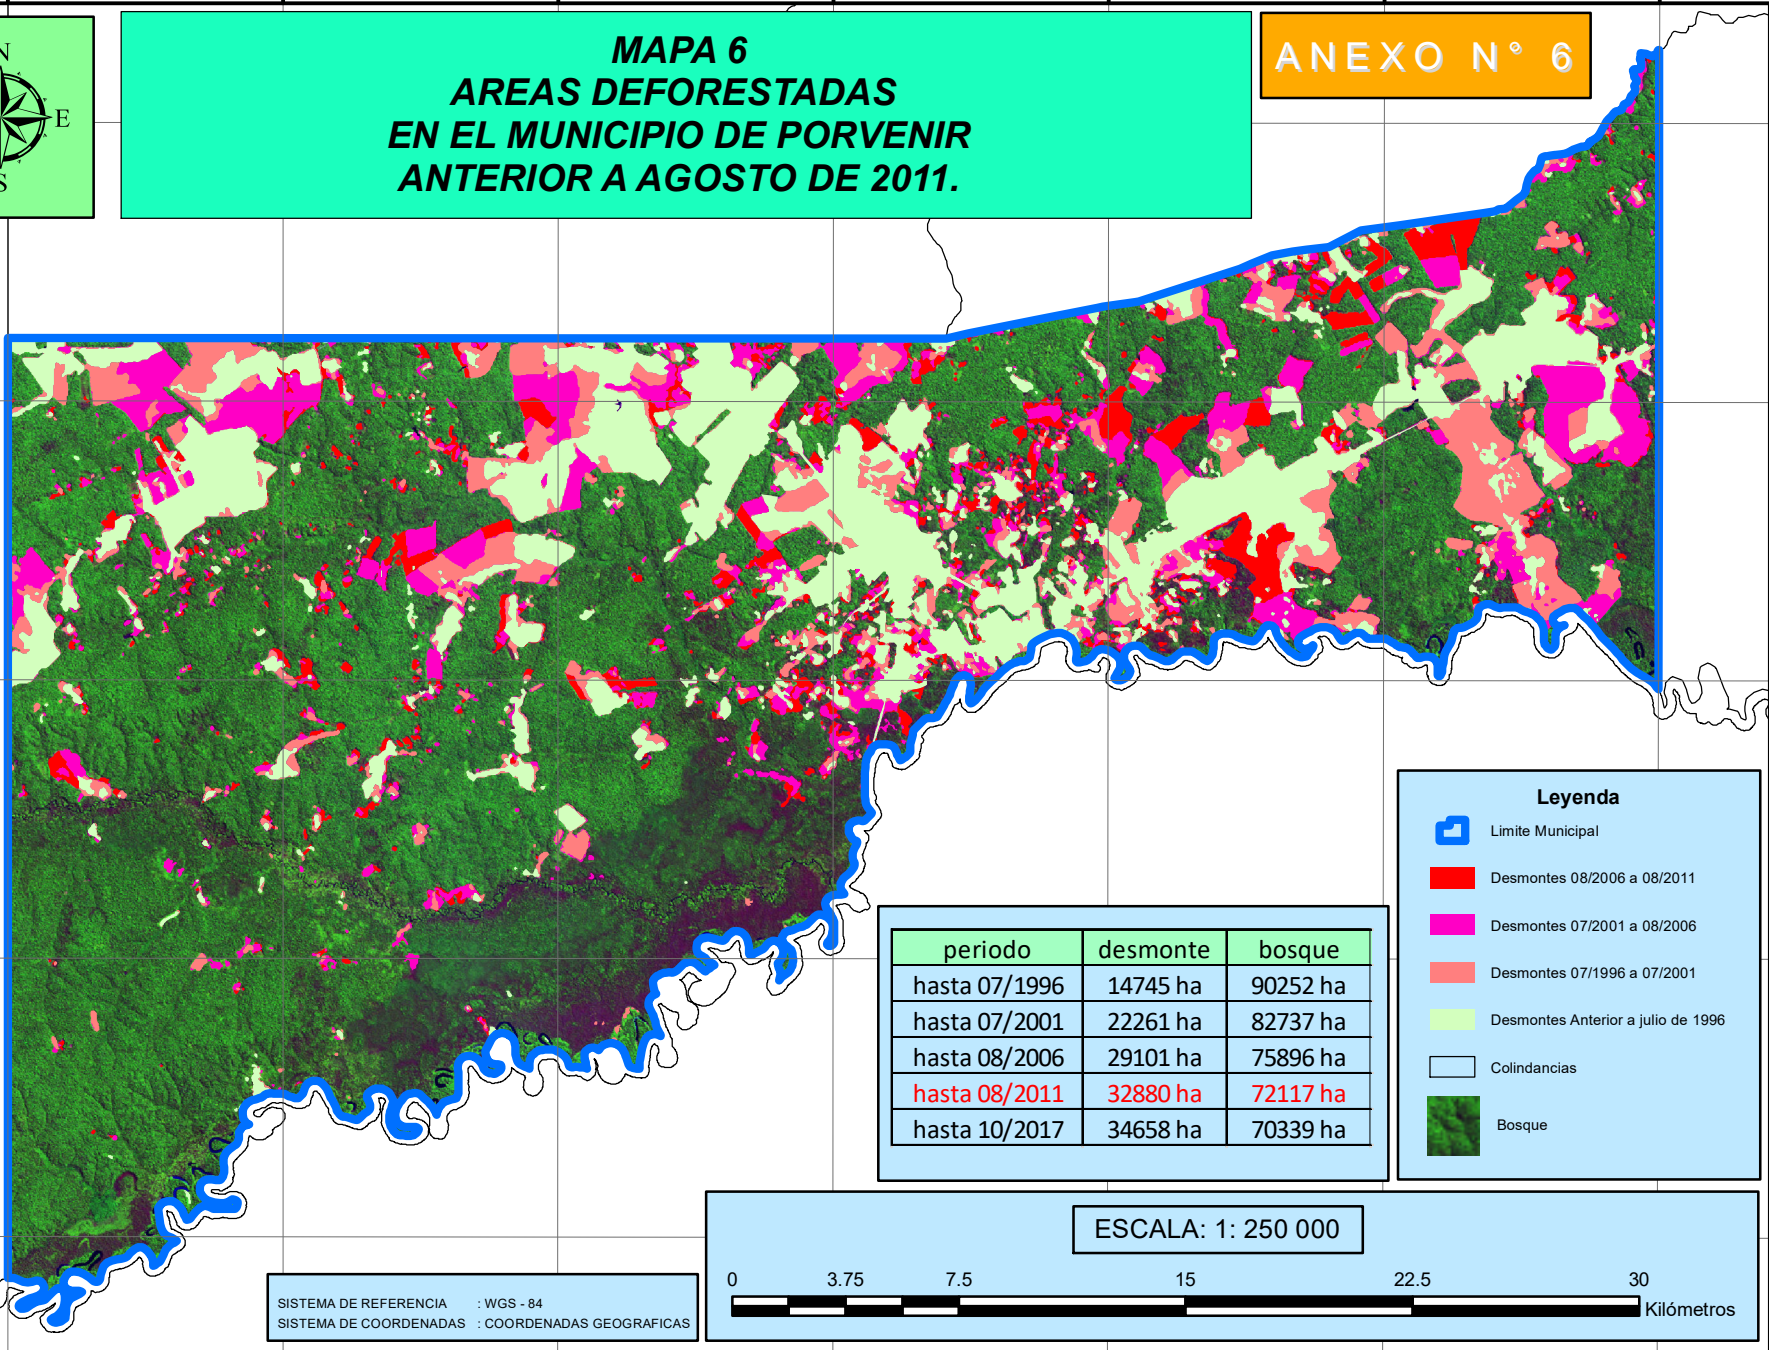 N
E
S
MAPA 6
AREAS DEFORESTADAS
EN EL MUNICIPIO DE PORVENIR
ANTERIOR A AGOSTO DE 2011.
ANEXO N° 6
Leyenda
Limite Municipal
Desmontes 08/2006 a 08/2011
Desmontes 07/2001 a 08/2006
Desmontes 07/1996 a 07/2001
Desmontes Anterior a julio de 1996
Colindancias
Bosque
periodo desmonte bosque
hasta 07/1996 14745 ha 90252 ha
hasta 07/2001 22261 ha 82737 ha
hasta 08/2006 29101 ha 75896 ha
hasta 08/2011 32880 ha 72117 ha
hasta 10/2017 34658 ha 70339 ha
ESCALA: 1: 250 000
0 3.75 7.5 15 22.5 30
Kilómetros
SISTEMA DE REFERENCIA : WGS - 84
SISTEMA DE COORDENADAS : COORDENADAS GEOGRAFICAS